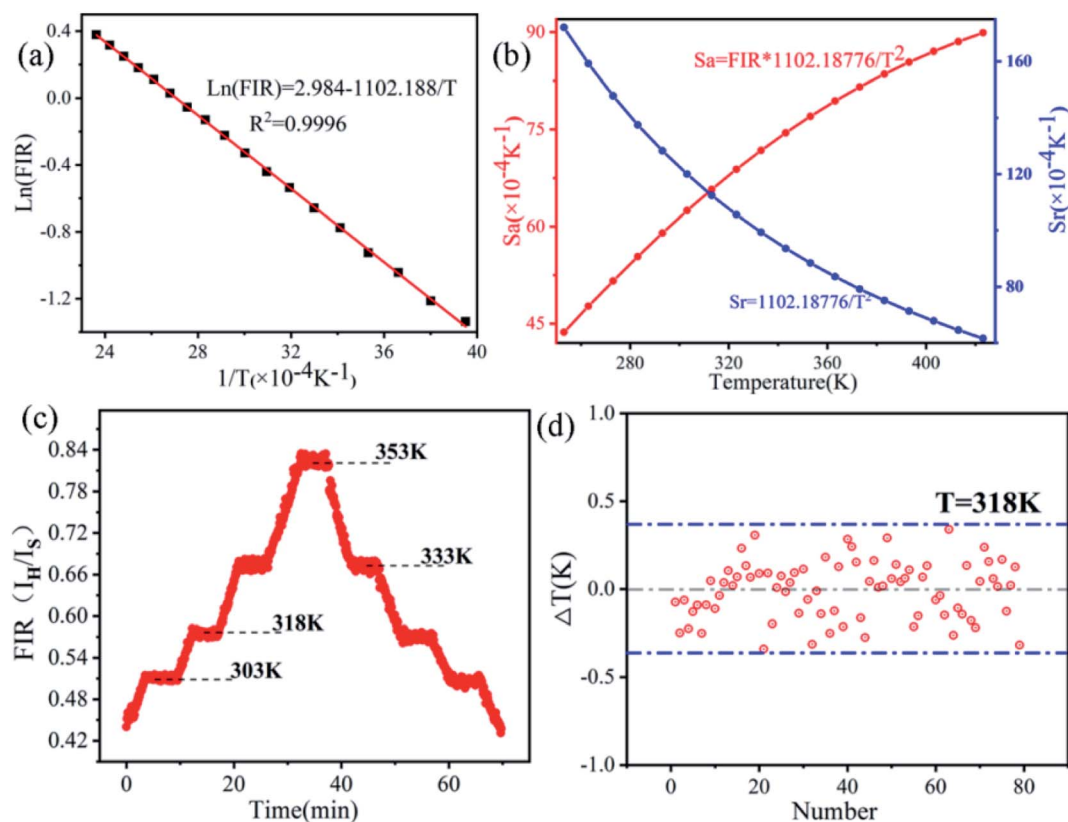 (a)
0.4
0.0
-0.4
-0.8
-1.2
Ln(FIR)
Ln(FIR)=2.984-1102.188/T
R²=0.9996
24 28 32 36 40
1/T(×10⁻⁴K⁻¹)
(b)
90
75
60
45
Sa(×10⁻⁴K⁻¹)
Sa=FIR*1102.18776/T²
Sr=1102.18776/T²
160
120
80
Sr(×10⁻⁴K⁻¹)
280 320 360 400
Temperature(K)
(c)
0.84
0.78
0.72
0.66
0.60
0.54
0.48
0.42
FIR（I_H/I_S）
353K
333K
318K
303K
0 20 40 60
Time(min)
(d)
1.0
0.5
0.0
-0.5
-1.0
ΔT(K)
T=318K
0 20 40 60 80
Number